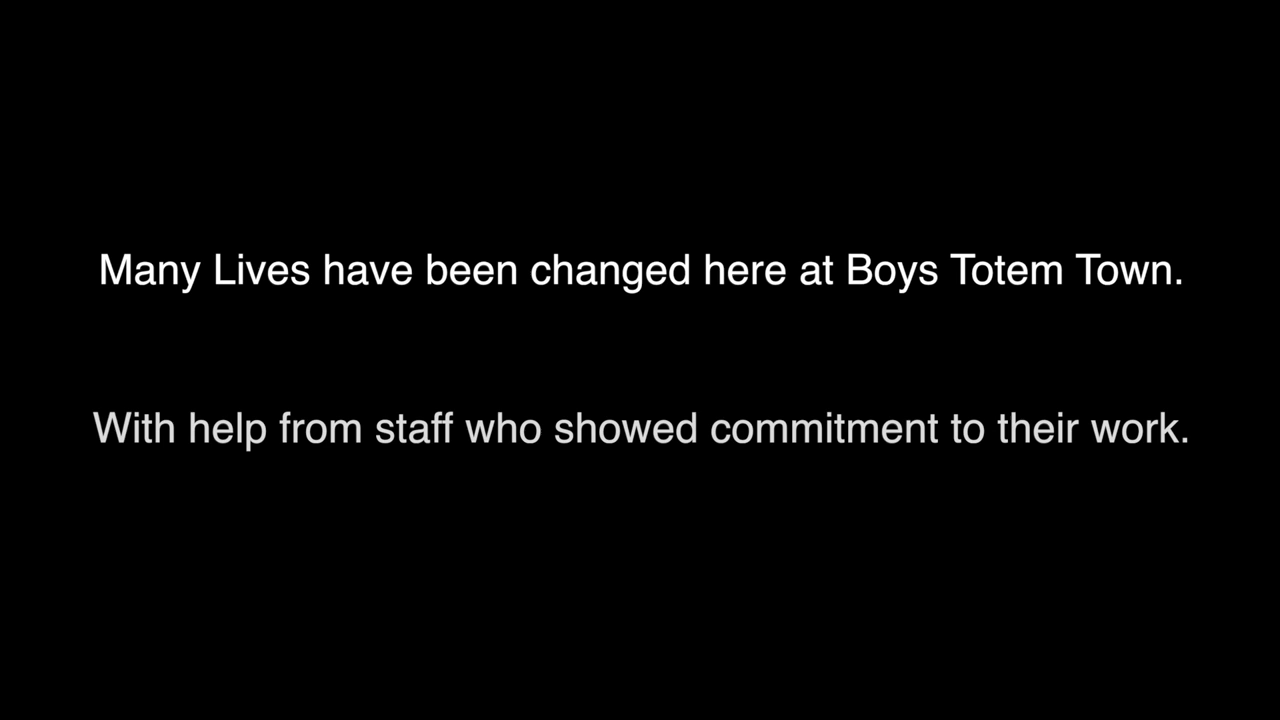 Many Lives have been changed here at Boys Totem Town.
With help from staff who showed commitment to their work.